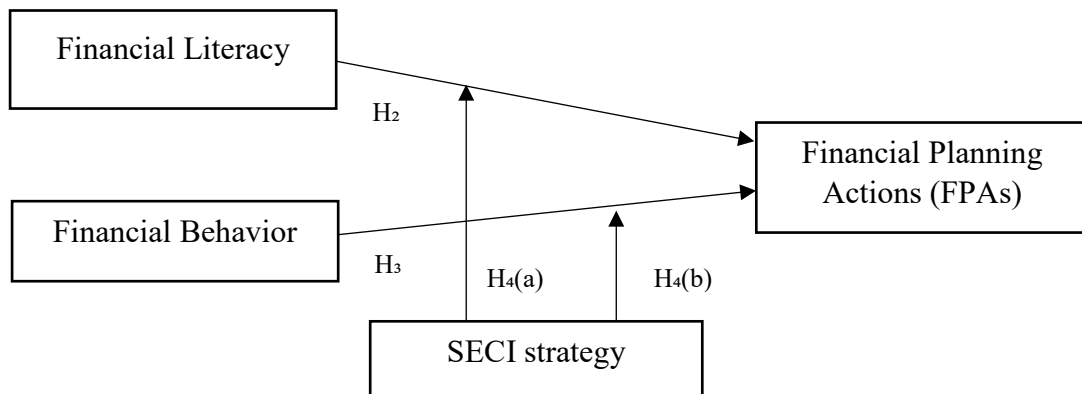 Financial Literacy
H₂
Financial Planning
Actions (FPAs)
Financial Behavior
H₃
H₄(a)
H₄(b)
SECI strategy